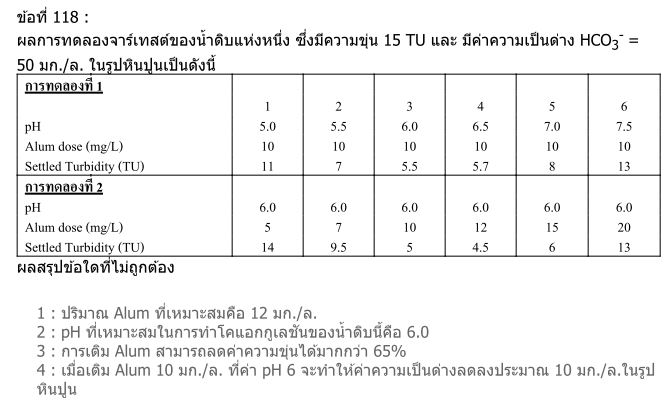 ข้อที่ 118 :
ผลการทดลองจาร์เทสต์ของน้ำดิบแห่งหนึ่ง ซึ่งมีความขุ่น 15 TU และ มีค่าความเป็นด่าง HCO₃⁻ =
50 มก./ล. ในรูปหินปูนเป็นดังนี้
การทดลองที่ 1
1 2 3 4 5 6
pH 5.0 5.5 6.0 6.5 7.0 7.5
Alum dose (mg/L) 10 10 10 10 10 10
Settled Turbidity (TU) 11 7 5.5 5.7 8 13
การทดลองที่ 2
pH 6.0 6.0 6.0 6.0 6.0 6.0
Alum dose (mg/L) 5 7 10 12 15 20
Settled Turbidity (TU) 14 9.5 5 4.5 6 13
ผลสรุปข้อใดที่ไม่ถูกต้อง
1 : ปริมาณ Alum ที่เหมาะสมคือ 12 มก./ล.
2 : pH ที่เหมาะสมในการทำโคแอกกูเลชันของน้ำดิบนี้คือ 6.0
3 : การเติม Alum สามารถลดค่าความขุ่นได้มากกว่า 65%
4 : เมื่อเติม Alum 10 มก./ล. ที่ค่า pH 6 จะทำให้ค่าความเป็นด่างลดลงประมาณ 10 มก./ล.ในรูป
หินปูน